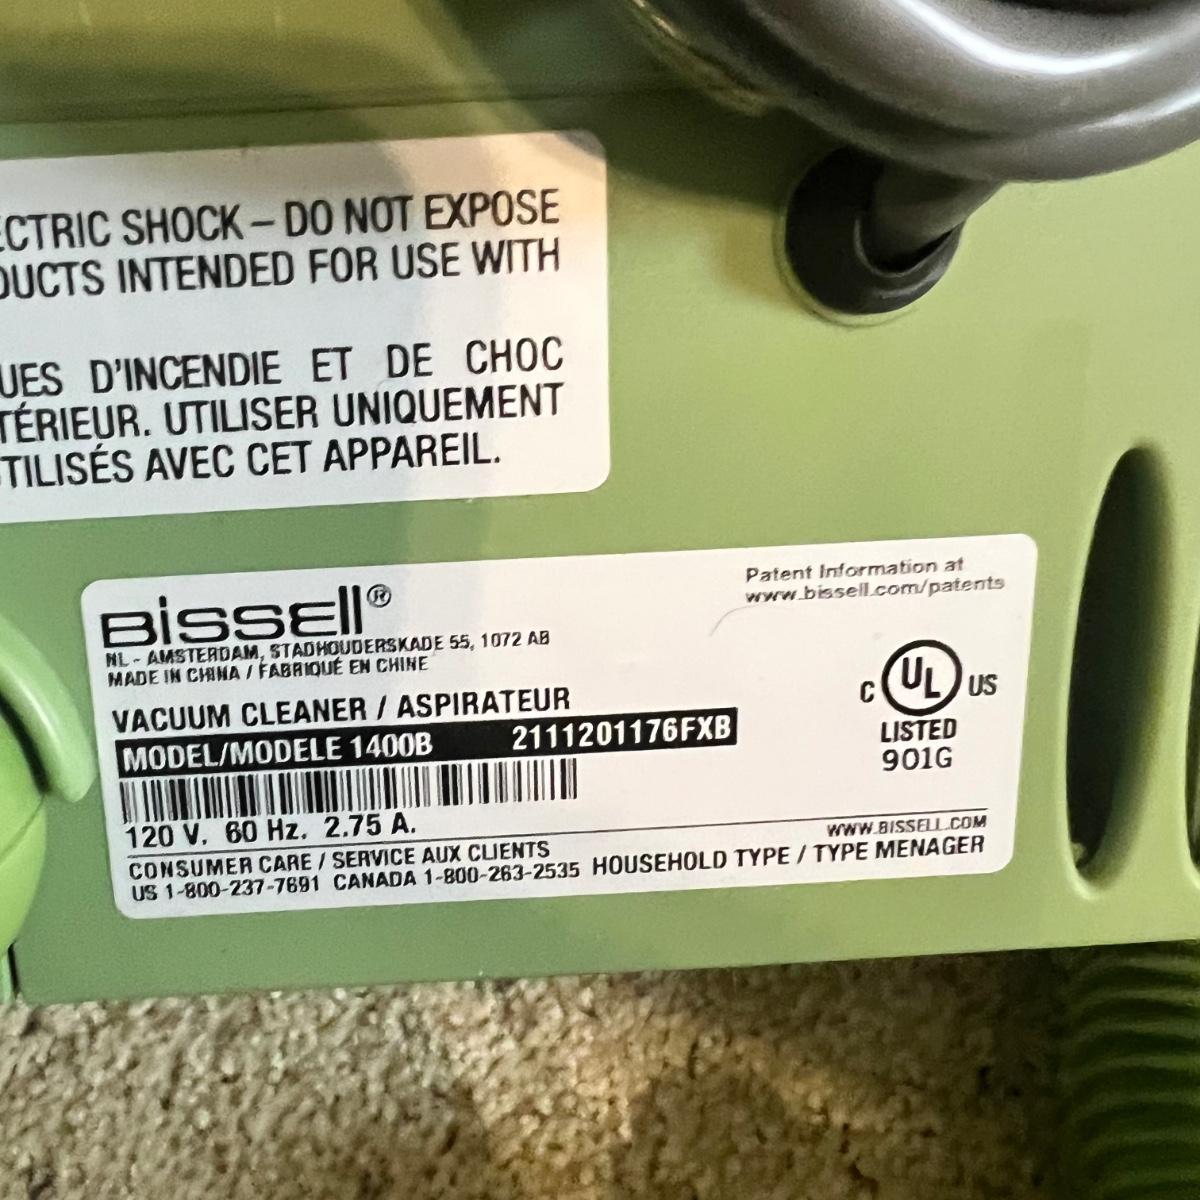 ECTRIC SHOCK – DO NOT EXPOSE
DUCTS INTENDED FOR USE WITH
UES D'INCENDIE ET DE CHOC
TÉRIEUR. UTILISER UNIQUEMENT
TILISÉS AVEC CET APPAREIL.
BISSELL®
Patent Information at
www.bissell.com/patents
NL - AMSTERDAM, STADHOUDERSKADE 55, 1072 AB
MADE IN CHINA / FABRIQUÉ EN CHINE
VACUUM CLEANER / ASPIRATEUR
MODEL/MODELE 1400B 2111201176FXB
C UL US
LISTED
901G
120 V. 60 Hz. 2.75 A.
WWW.BISSELL.COM
CONSUMER CARE / SERVICE AUX CLIENTS
US 1-800-237-7691 CANADA 1-800-263-2535 HOUSEHOLD TYPE / TYPE MENAGER